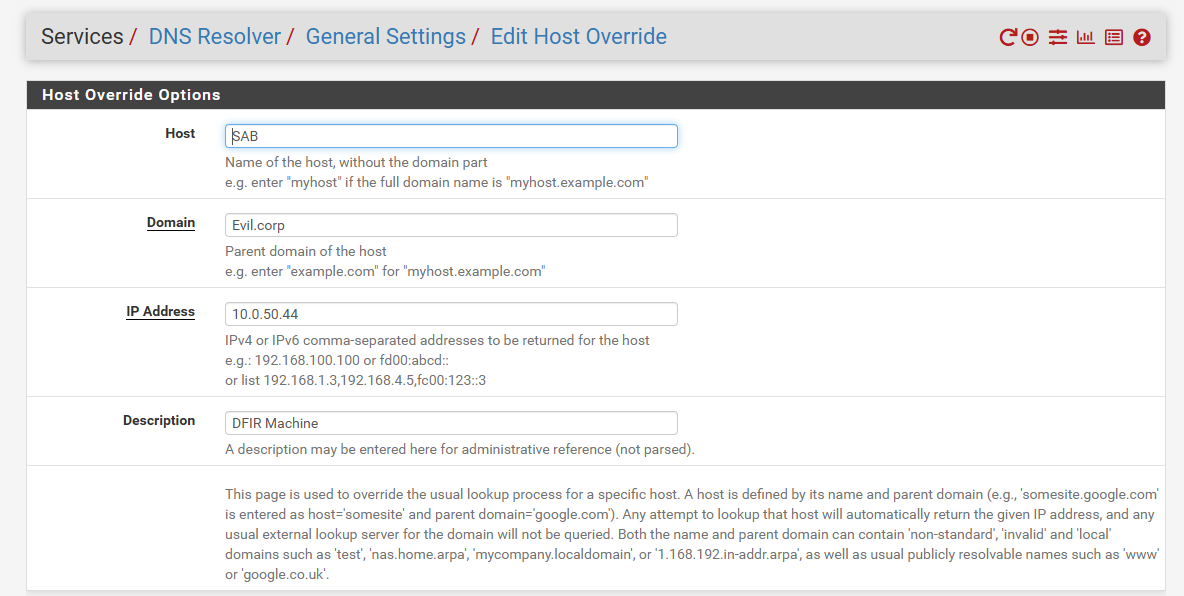 Services / DNS Resolver / General Settings / Edit Host Override
Host Override Options
Host
SAB
Name of the host, without the domain part
e.g. enter "myhost" if the full domain name is "myhost.example.com"
Domain
Evil.corp
Parent domain of the host
e.g. enter "example.com" for "myhost.example.com"
IP Address
10.0.50.44
IPv4 or IPv6 comma-separated addresses to be returned for the host
e.g.: 192.168.100.100 or fd00:abcd::
or list 192.168.1.3,192.168.4.5,fc00:123::3
Description
DFIR Machine
A description may be entered here for administrative reference (not parsed).
This page is used to override the usual lookup process for a specific host. A host is defined by its name and parent domain (e.g., 'somesite.google.com'
is entered as host='somesite' and parent domain='google.com'). Any attempt to lookup that host will automatically return the given IP address, and any
usual external lookup server for the domain will not be queried. Both the name and parent domain can contain 'non-standard', 'invalid' and 'local'
domains such as 'test', 'nas.home.arpa', 'mycompany.localdomain', or '1.168.192.in-addr.arpa', as well as usual publicly resolvable names such as 'www'
or 'google.co.uk'.